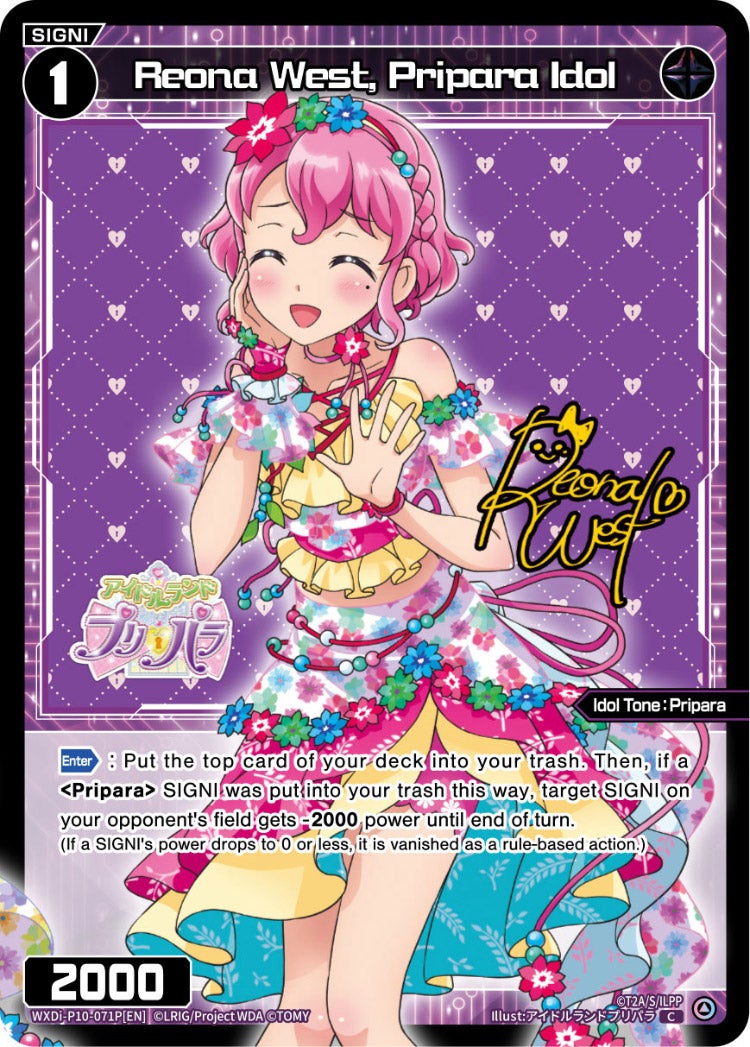 SIGNI
1
Reona West, Pripara Idol
Reona
West
アイドルランド
プリパラ
Idol Tone : Pripara
Enter : Put the top card of your deck into your trash. Then, if a
<Pripara> SIGNI was put into your trash this way, target SIGNI on
your opponent's field gets -2000 power until end of turn.
(If a SIGNI's power drops to 0 or less, it is vanished as a rule-based action.)
2000
©T2A/S/ILPP
WXDi-P10-071P[EN] ©LRIG/Project WDA ©TOMY
Illust:アイドルランドプリパラ C